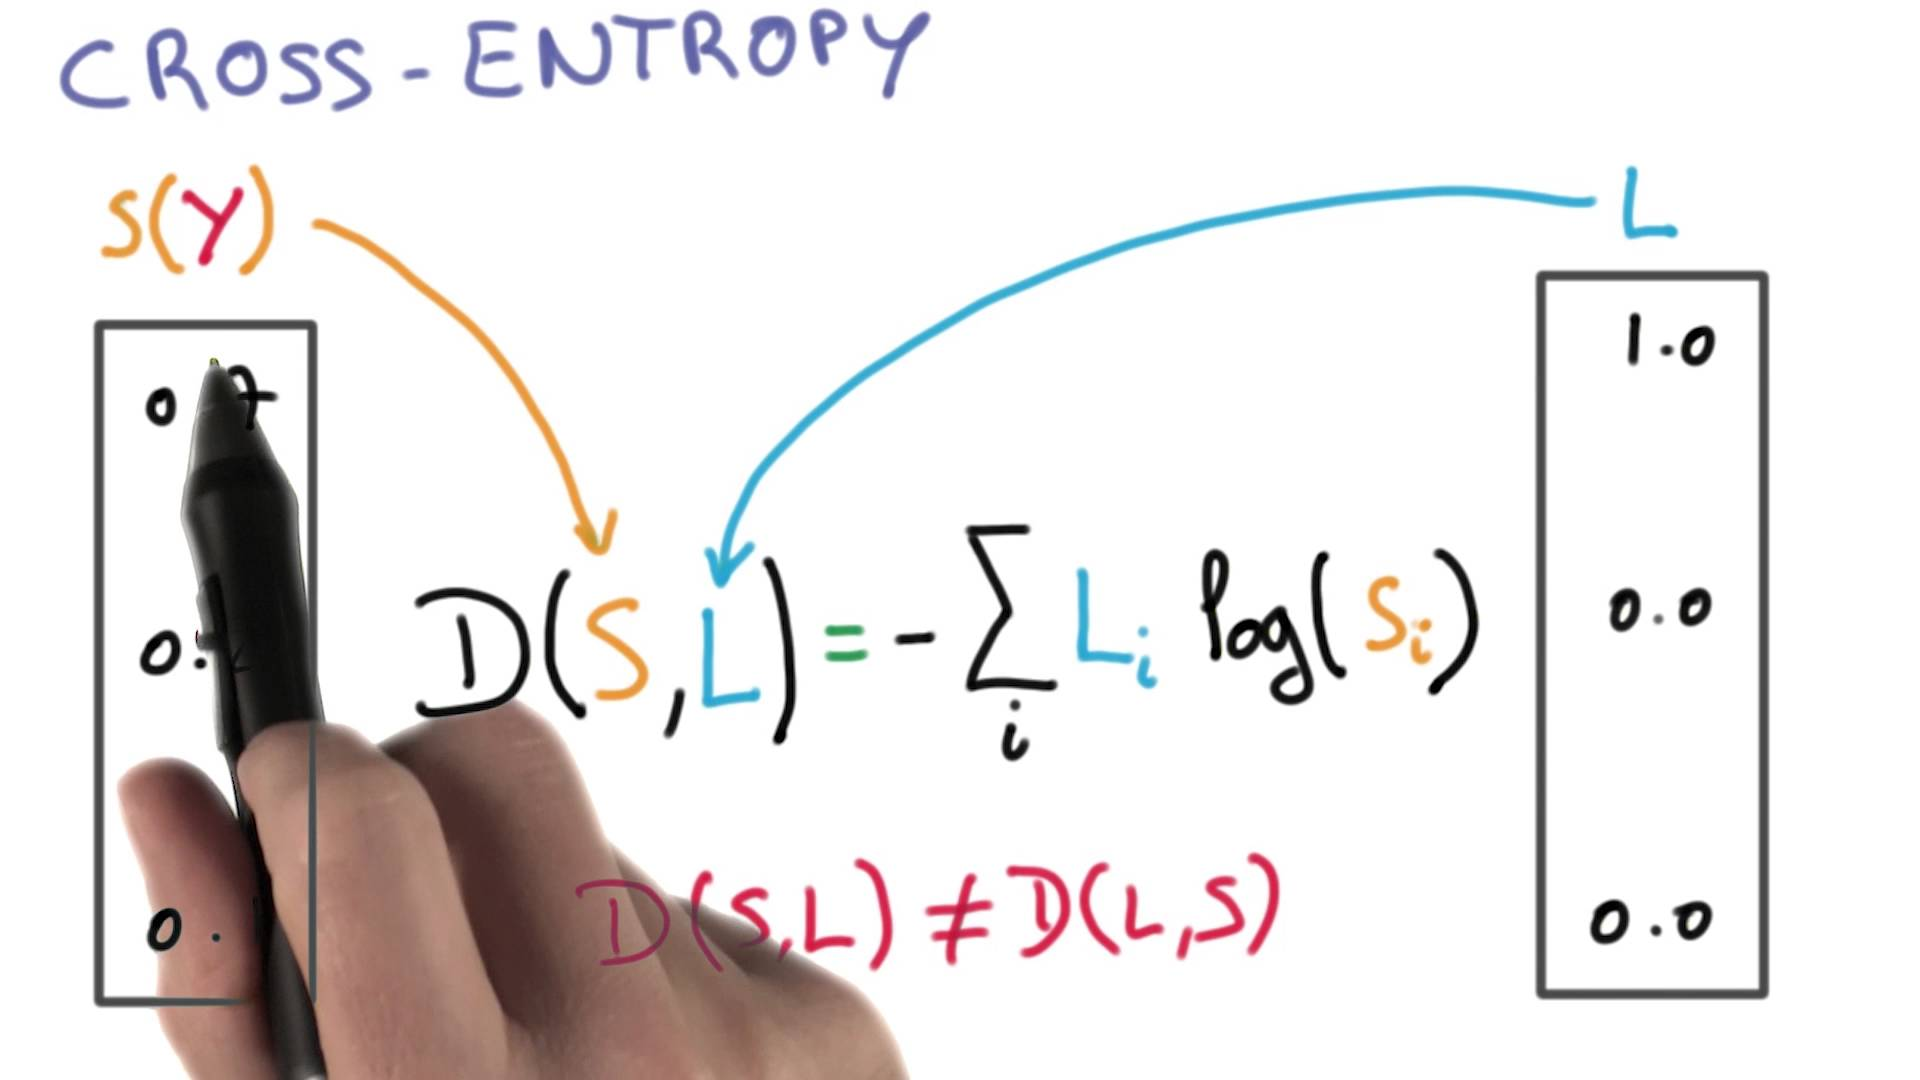 CROSS-ENTROPY
S(Y)
L
1.0
0.0
0.0
D(S,L) = - ∑ᵢ Lᵢ log(Sᵢ)
D(S,L) ≠ D(L,S)